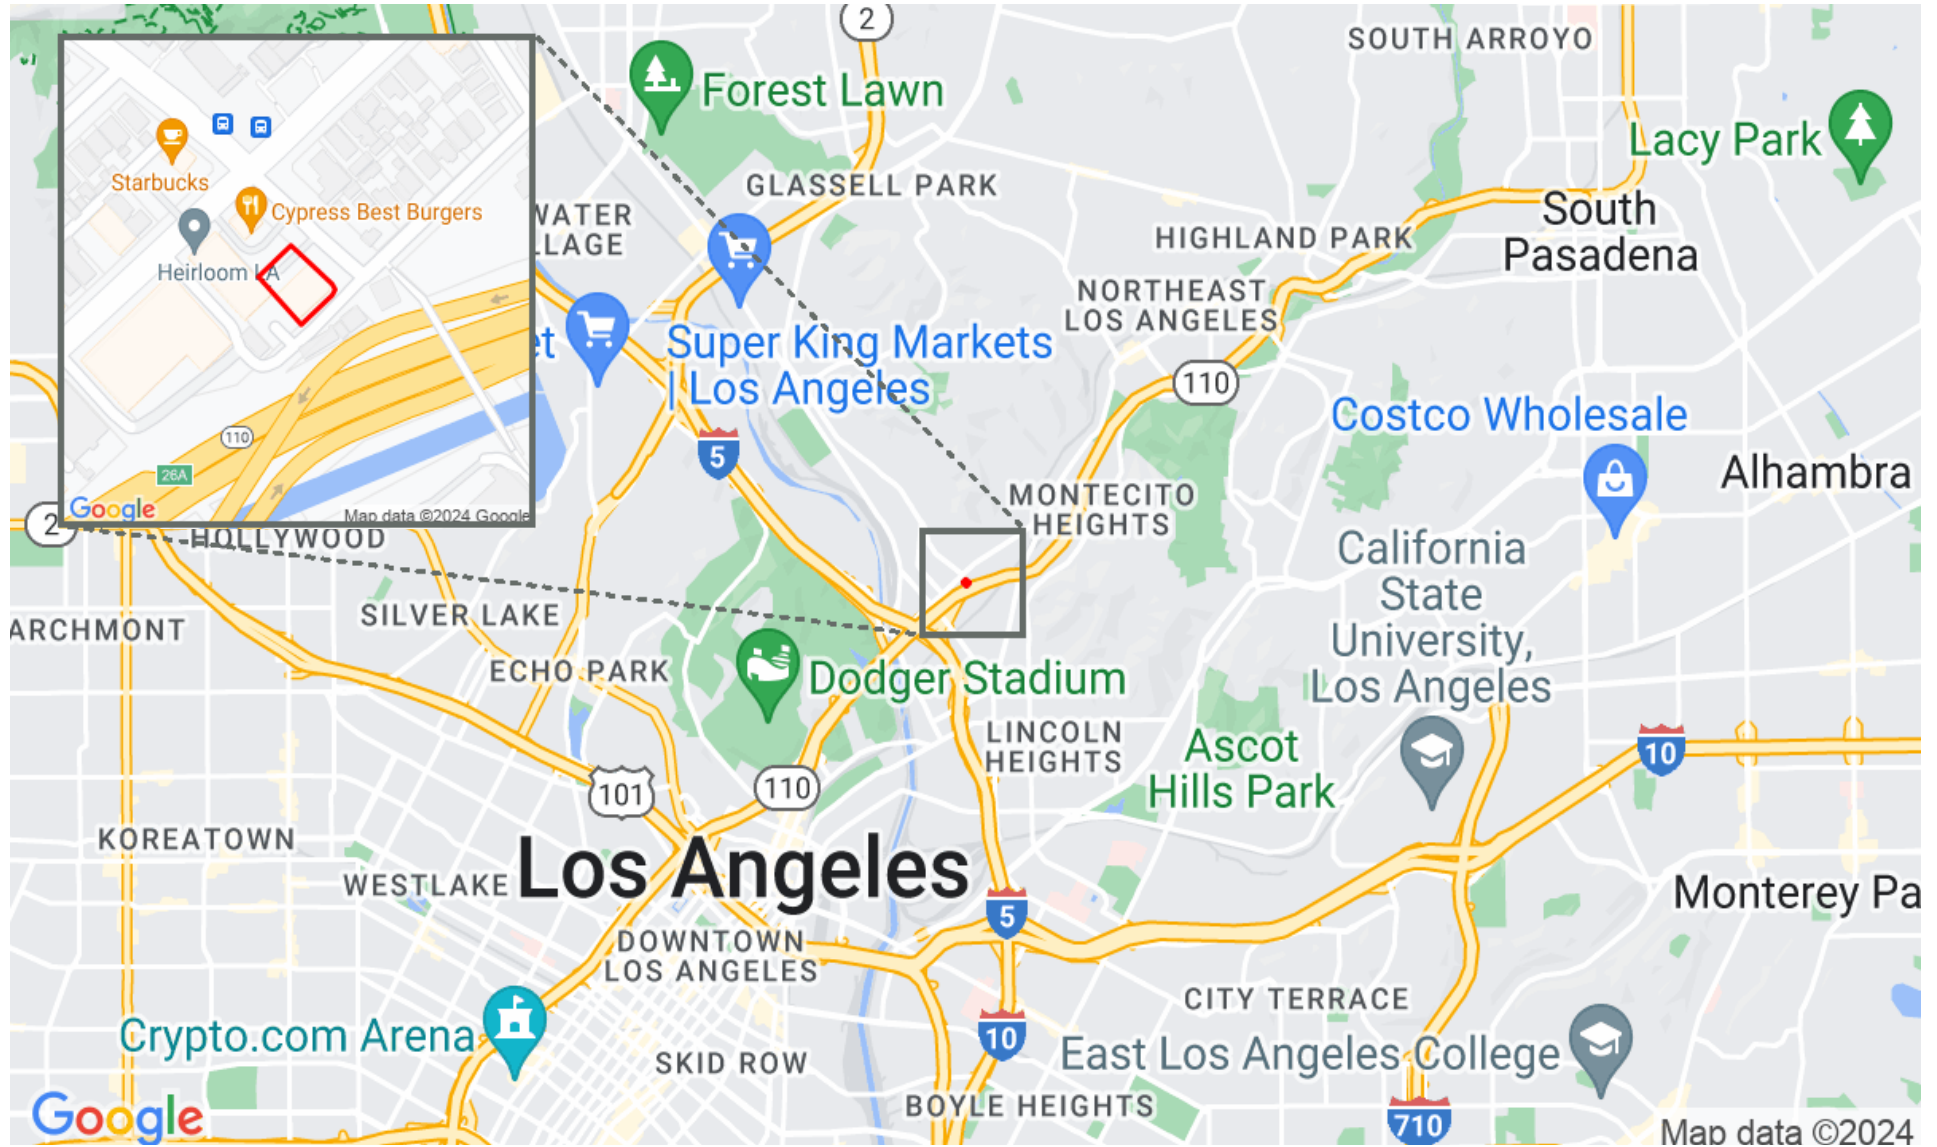 2
SOUTH ARROYO
Forest Lawn
Lacy Park
Starbucks
Cypress Best Burgers
Heirloom LA
110
26A
Google
Map data ©2024 Google
GLASSELL PARK
WATER
LLAGE
HIGHLAND PARK
South
Pasadena
NORTHEAST
LOS ANGELES
et
Super King Markets
| Los Angeles
110
Costco Wholesale
5
Alhambra
MONTECITO
HEIGHTS
2
HOLLYWOOD
California
State
University,
Los Angeles
ARCHMONT
SILVER LAKE
ECHO PARK
Dodger Stadium
LINCOLN
HEIGHTS
Ascot
Hills Park
10
101
110
KOREATOWN
WESTLAKE
Los Angeles
Monterey Pa
5
DOWNTOWN
LOS ANGELES
CITY TERRACE
Crypto.com Arena
10
East Los Angeles College
SKID ROW
BOYLE HEIGHTS
710
Google
Map data ©2024